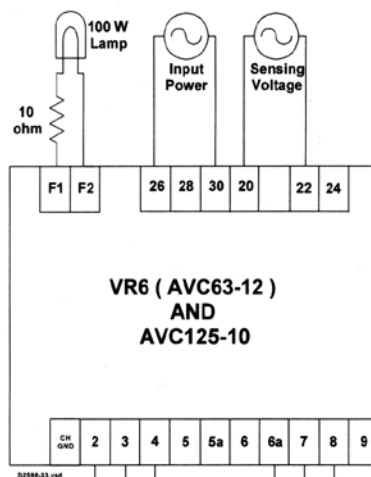 100 W
Lamp
Input
Power
Sensing
Voltage
10
ohm
F1 F2 26 28 30 20 22 24
VR6 ( AVC63-12 )
AND
AVC125-10
CH
GND
2 3 4 5 5a 6 6a 7 8 9
D2598-33.vsd